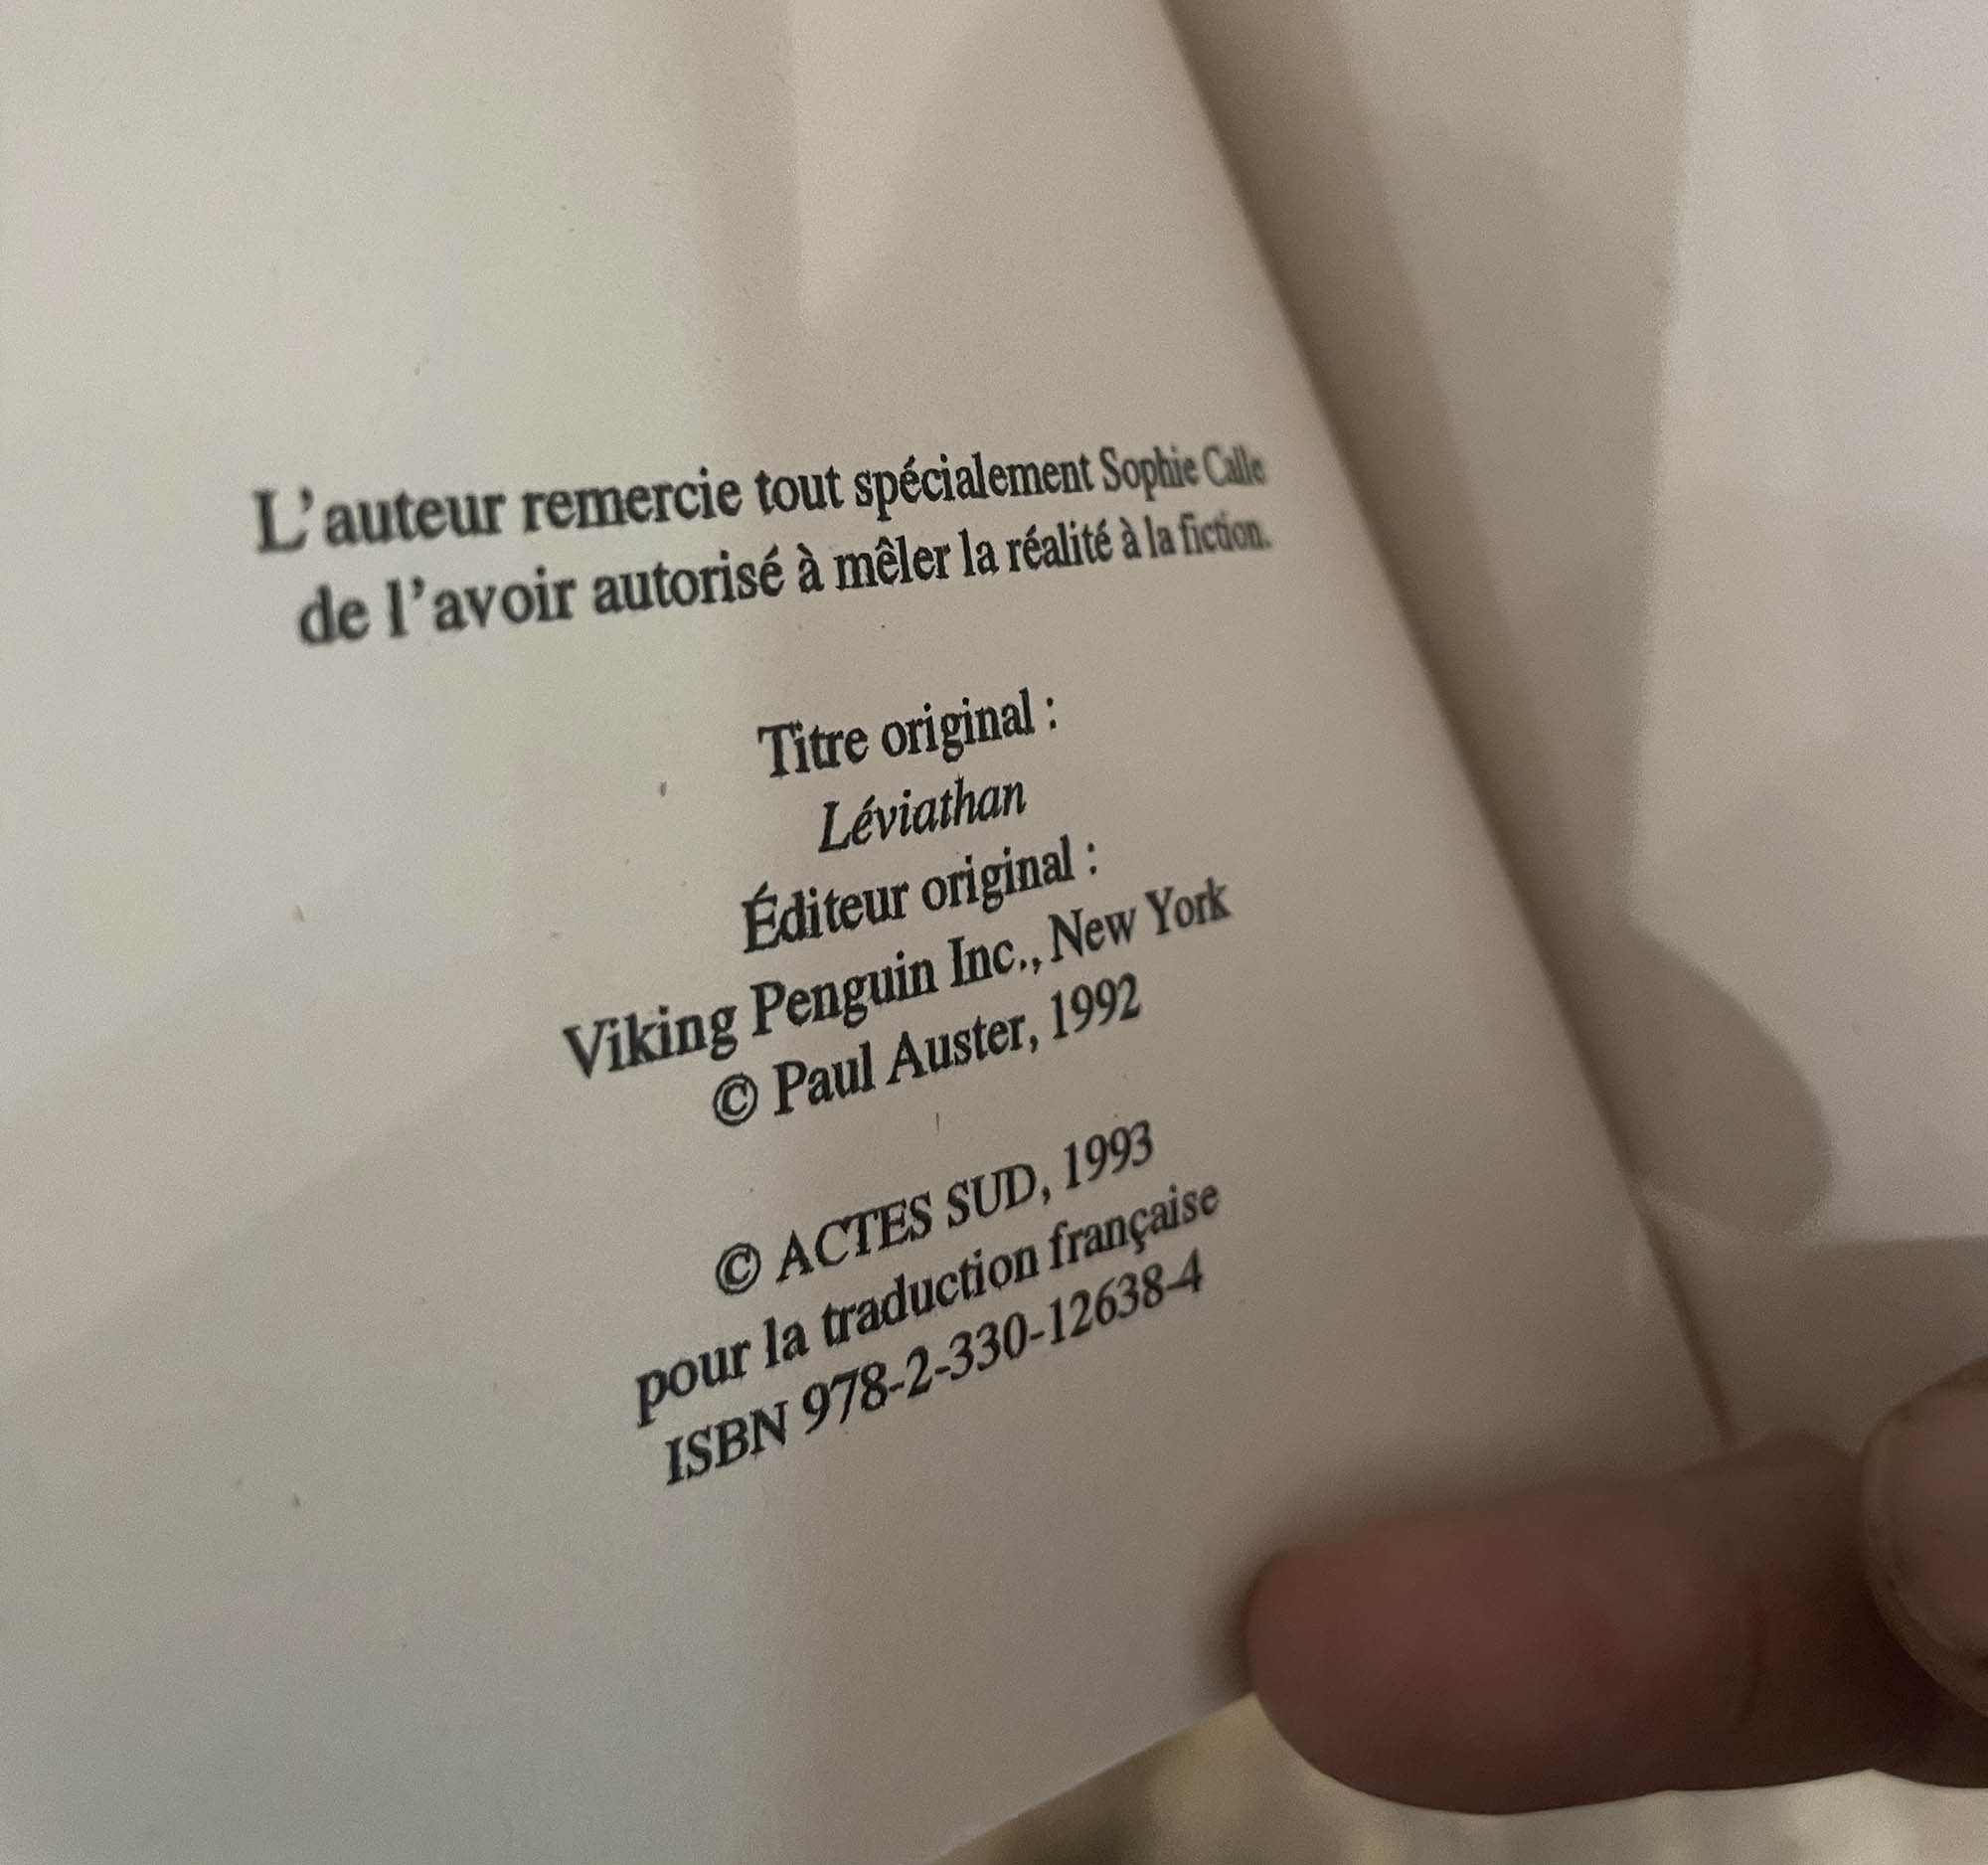 L'auteur remercie tout spécialement Sophie Calle
de l'avoir autorisé à mêler la réalité à la fiction.
Titre original :
Léviathan
Éditeur original :
Viking Penguin Inc., New York
© Paul Auster, 1992
© ACTES SUD, 1993
pour la traduction française
ISBN 978-2-330-12638-4